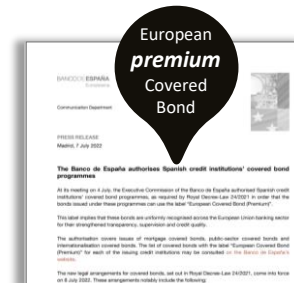 European
premium
Covered
Bond
BANCO DE ESPAÑA
Eurosistema
Communication Department
PRESS RELEASE
Madrid, 7 July 2022
The Banco de España authorises Spanish credit institutions' covered bond
programmes
At its meeting on 4 July, the Executive Commission of the Banco de España authorised Spanish credit
institutions' covered bond programmes, as required by Royal Decree-Law 24/2021 in order that the
bonds issued under these programmes can use the label "European Covered Bond (Premium)".
This label implies that these bonds are uniformly recognised across the European Union banking sector
for their strengthened transparency, supervision and credit quality.
The authorisation covers issues of mortgage covered bonds, public-sector covered bonds and
internationalisation covered bonds. The list of covered bonds with the label "European Covered Bond
(Premium)" for each of the issuing credit institutions may be consulted on the Banco de España's
website.
The new legal arrangements for covered bonds, set out in Royal Decree-Law 24/2021, come into force
on 8 July 2022. These arrangements notably include the following: